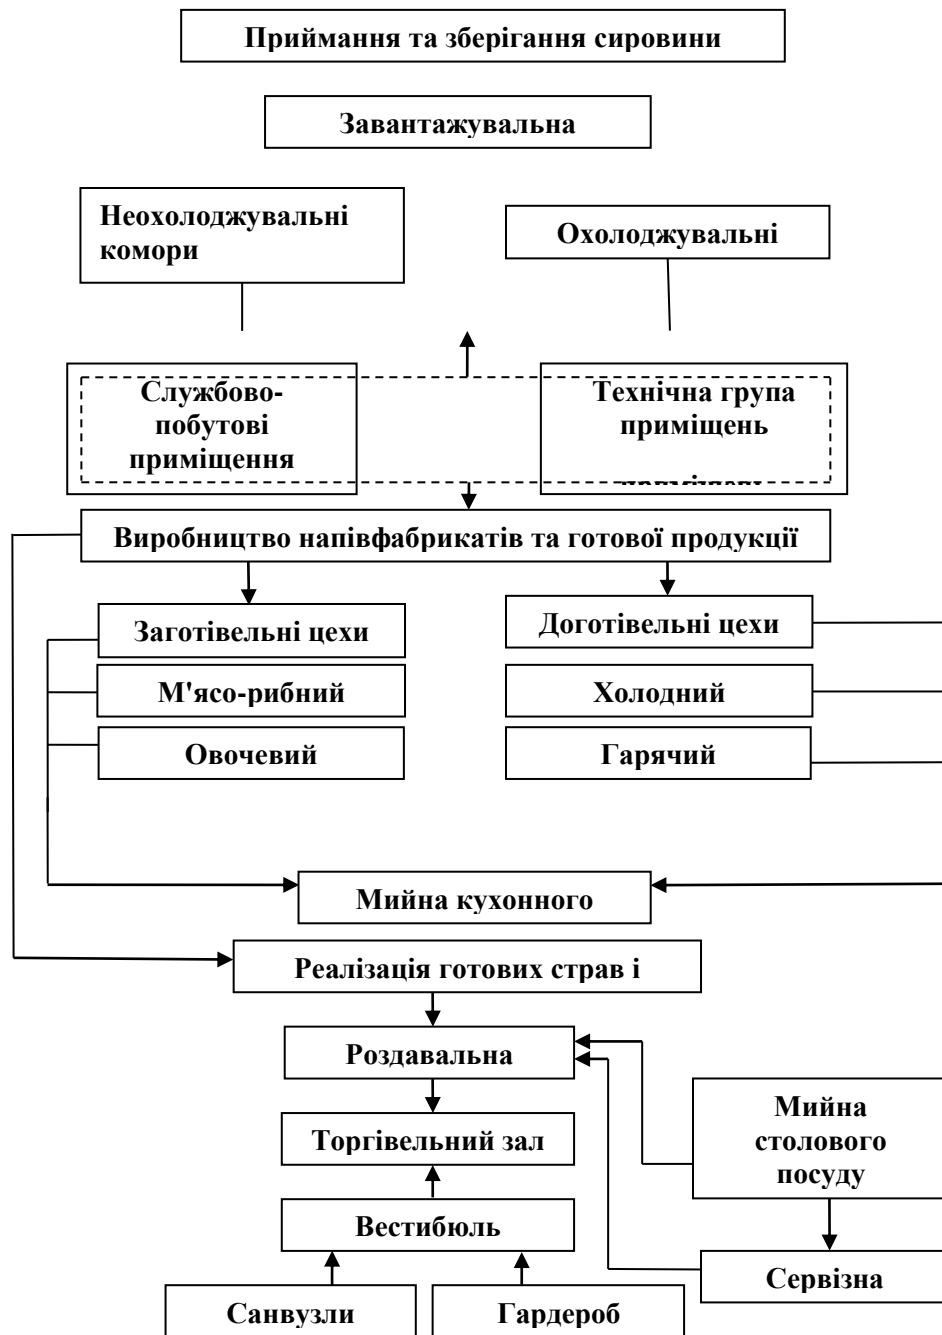 Приймання та зберігання сировини
Завантажувальна
Неохолоджувальні
комори
Охолоджувальні
Службово-
побутові
приміщення
Технічна група
приміщень
Виробництво напівфабрикатів та готової продукції
Заготівельні цехи
Доготівельні цехи
М'ясо-рибний
Холодний
Овочевий
Гарячий
Мийна кухонного
Реалізація готових страв і
Роздавальна
Мийна
столового
посуду
Торгівельний зал
Вестибюль
Сервізна
Санвузли
Гардероб